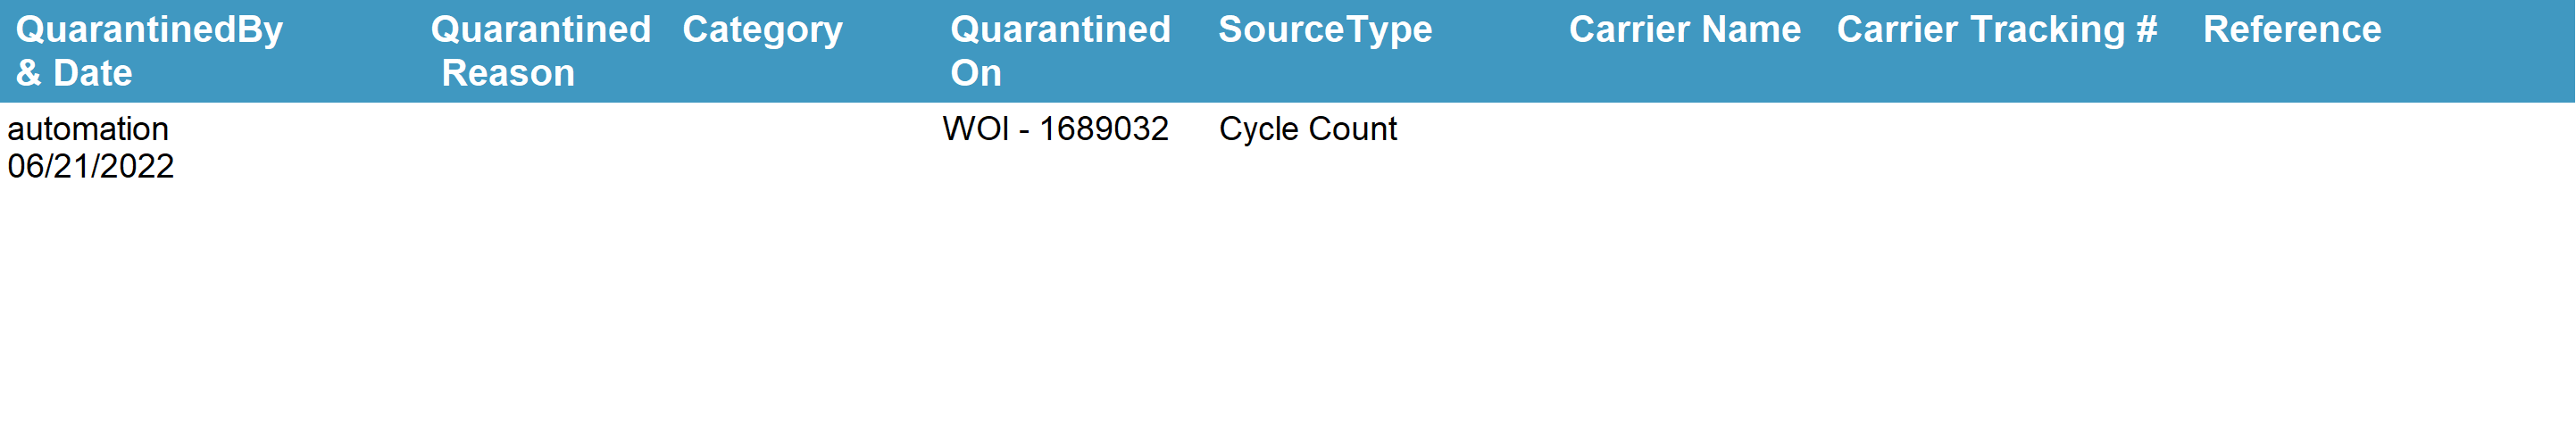 QuarantinedBy & Date Quarantined Reason Category Quarantined On SourceType Carrier Name Carrier Tracking # Reference
automation WOI - 1689032 Cycle Count
06/21/2022